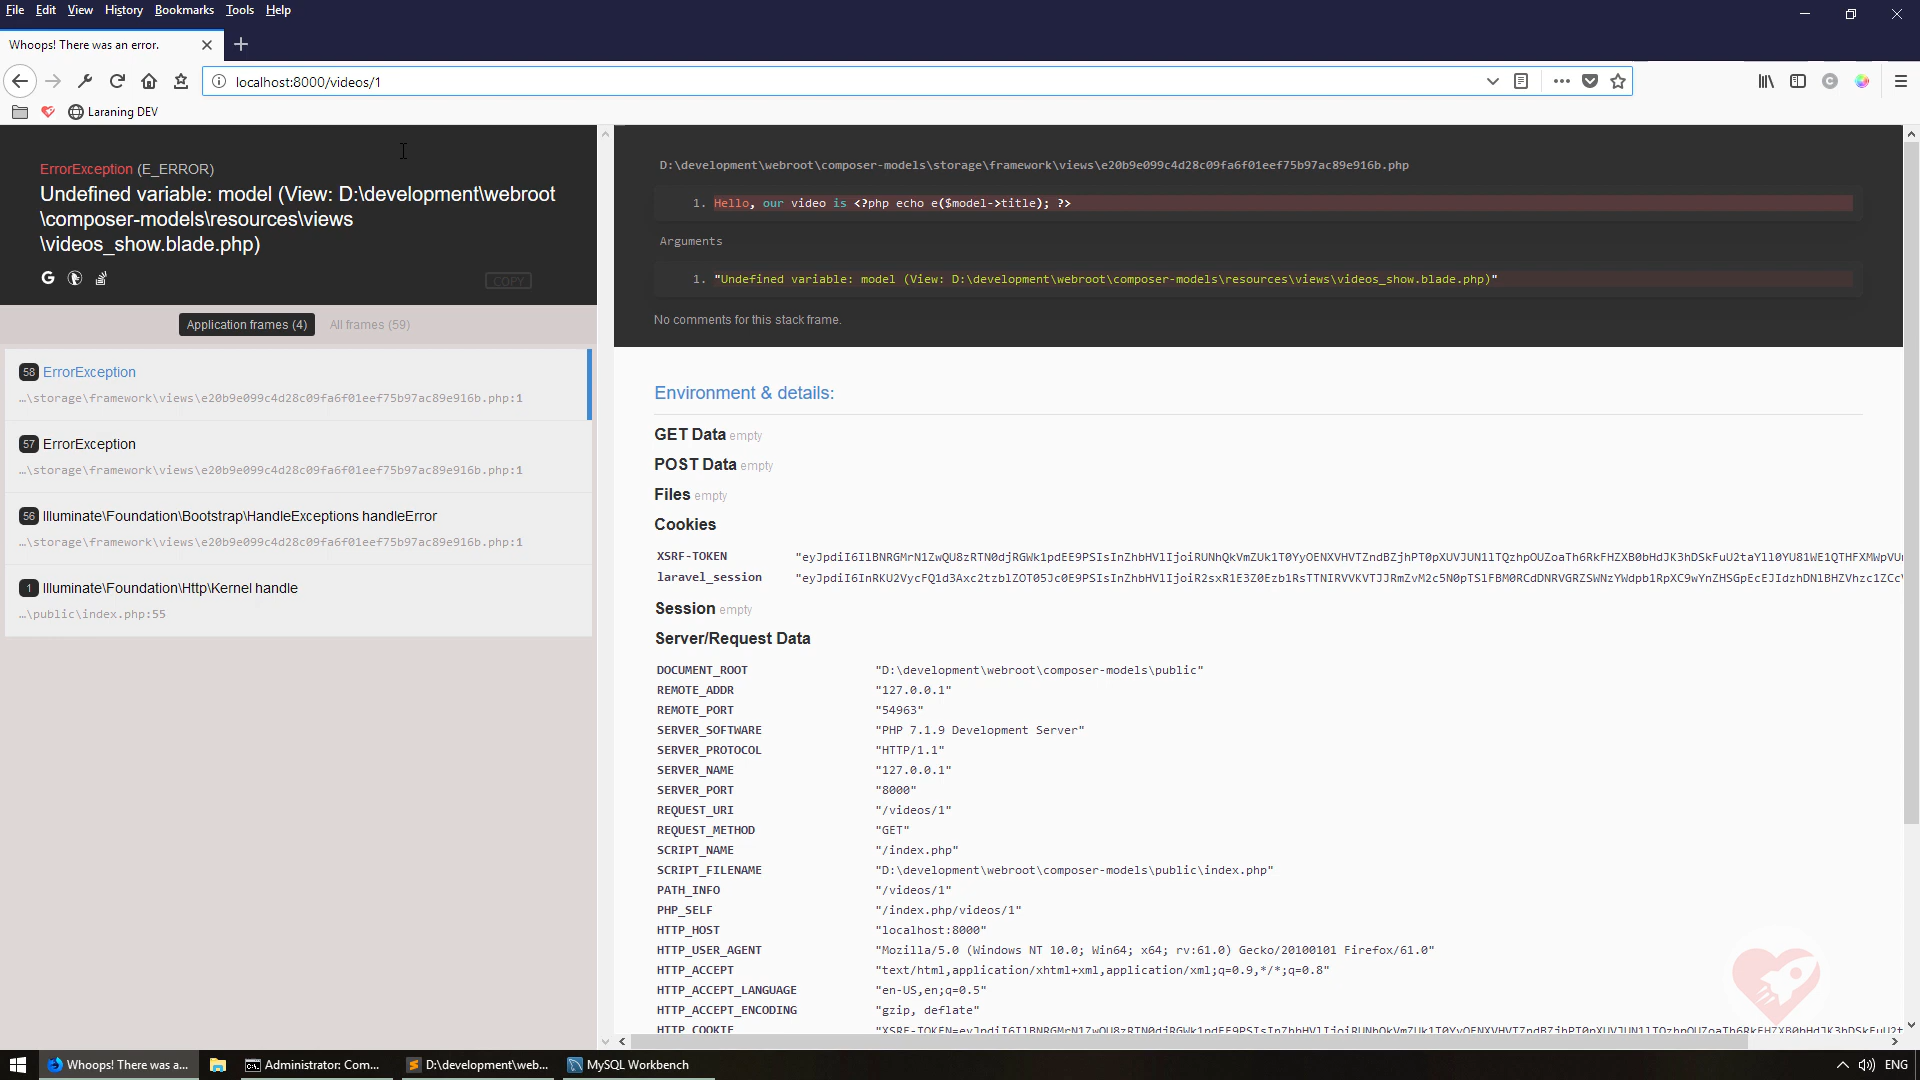 File Edit View History Bookmarks Tools Help
Whoops! There was an error.
localhost:8000/videos/1
Laraning DEV
ErrorException (E_ERROR)
Undefined variable: model (View: D:\development\webroot
\composer-models\resources\views
\videos_show.blade.php)
COPY
Application frames (4) All frames (59)
58 ErrorException
…\storage\framework\views\e20b9e099c4d28c09fa6f01eef75b97ac89e916b.php:1
57 ErrorException
…\storage\framework\views\e20b9e099c4d28c09fa6f01eef75b97ac89e916b.php:1
56 Illuminate\Foundation\Bootstrap\HandleExceptions handleError
…\storage\framework\views\e20b9e099c4d28c09fa6f01eef75b97ac89e916b.php:1
1 Illuminate\Foundation\Http\Kernel handle
…\public\index.php:55
D:\development\webroot\composer-models\storage\framework\views\e20b9e099c4d28c09fa6f01eef75b97ac89e916b.php
1. Hello, our video is <?php echo e($model->title); ?>
Arguments
1. "Undefined variable: model (View: D:\development\webroot\composer-models\resources\views\videos_show.blade.php)"
No comments for this stack frame.
Environment & details:
GET Data empty
POST Data empty
Files empty
Cookies
XSRF-TOKEN
laravel_session
Session empty
Server/Request Data
DOCUMENT_ROOT "D:\development\webroot\composer-models\public"
REMOTE_ADDR "127.0.0.1"
REMOTE_PORT "54963"
SERVER_SOFTWARE "PHP 7.1.9 Development Server"
SERVER_PROTOCOL "HTTP/1.1"
SERVER_NAME "127.0.0.1"
SERVER_PORT "8000"
REQUEST_URI "/videos/1"
REQUEST_METHOD "GET"
SCRIPT_NAME "/index.php"
SCRIPT_FILENAME "D:\development\webroot\composer-models\public\index.php"
PATH_INFO "/videos/1"
PHP_SELF "/index.php/videos/1"
HTTP_HOST "localhost:8000"
HTTP_USER_AGENT "Mozilla/5.0 (Windows NT 10.0; Win64; x64; rv:61.0) Gecko/20100101 Firefox/61.0"
HTTP_ACCEPT "text/html,application/xhtml+xml,application/xml;q=0.9,*/*;q=0.8"
HTTP_ACCEPT_LANGUAGE "en-US,en;q=0.5"
HTTP_ACCEPT_ENCODING "gzip, deflate"
HTTP_COOKIE
Whoops! There was a... Administrator: Com... D:\development\web... MySQL Workbench ENG